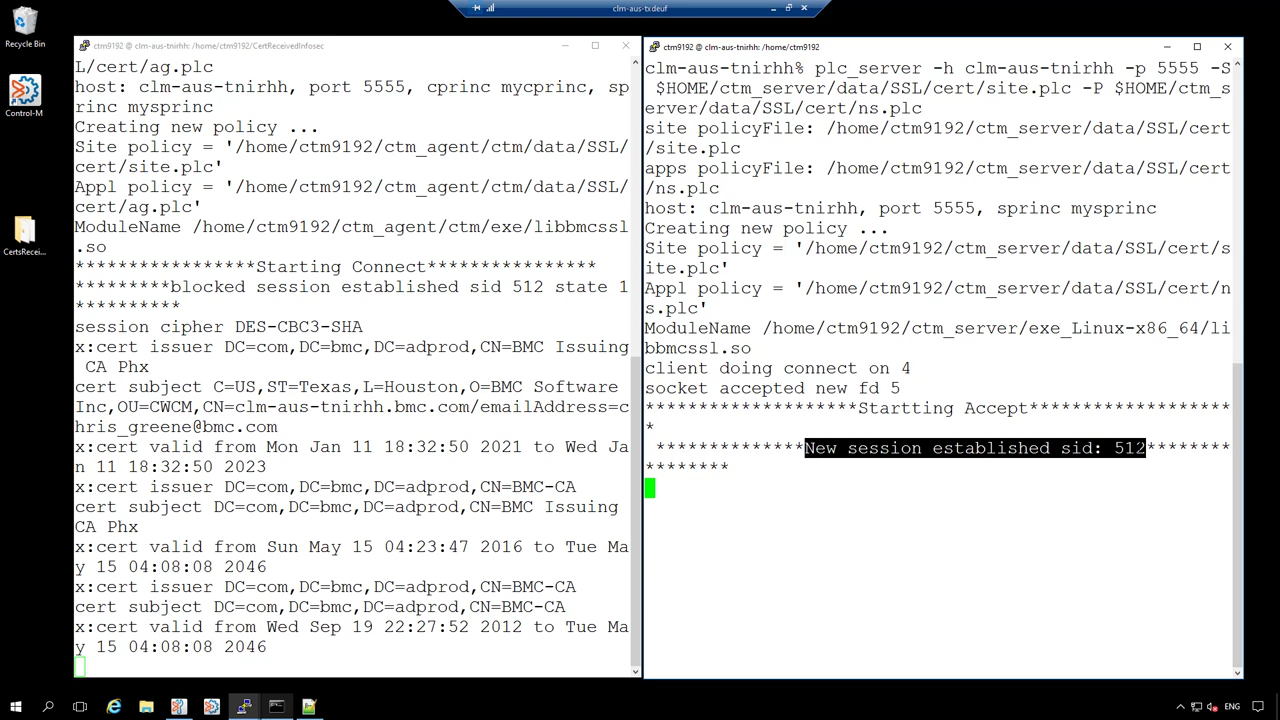 clm-aus-txdeuf
Recycle Bin
Control-M
CertsRecei...
ctm9192 @ clm-aus-tnirhh: /home/ctm9192/CertReceivedInfosec
L/cert/ag.plc
host: clm-aus-tnirhh, port 5555, cprinc mycprinc, sp
rinc mysprinc
Creating new policy ...
Site policy = '/home/ctm9192/ctm_agent/ctm/data/SSL/
cert/site.plc'
Appl policy = '/home/ctm9192/ctm_agent/ctm/data/SSL/
cert/ag.plc'
ModuleName /home/ctm9192/ctm_agent/ctm/exe/libbmcssl
.so
*****************Starting Connect****************
*********blocked session established sid 512 state 1
**********
session cipher DES-CBC3-SHA
x:cert issuer DC=com,DC=bmc,DC=adprod,CN=BMC Issuing
CA Phx
cert subject C=US,ST=Texas,L=Houston,O=BMC Software
Inc,OU=CWCM,CN=clm-aus-tnirhh.bmc.com/emailAddress=c
hris_greene@bmc.com
x:cert valid from Mon Jan 11 18:32:50 2021 to Wed Ja
n 11 18:32:50 2023
x:cert issuer DC=com,DC=bmc,DC=adprod,CN=BMC-CA
cert subject DC=com,DC=bmc,DC=adprod,CN=BMC Issuing
CA Phx
x:cert valid from Sun May 15 04:23:47 2016 to Tue Ma
y 15 04:08:08 2046
x:cert issuer DC=com,DC=bmc,DC=adprod,CN=BMC-CA
cert subject DC=com,DC=bmc,DC=adprod,CN=BMC-CA
x:cert valid from Wed Sep 19 22:27:52 2012 to Tue Ma
y 15 04:08:08 2046
ctm9192 @ clm-aus-tnirhh: /home/ctm9192
clm-aus-tnirhh% plc_server -h clm-aus-tnirhh -p 5555 -S
$HOME/ctm_server/data/SSL/cert/site.plc -P $HOME/ctm_s
erver/data/SSL/cert/ns.plc
site policyFile: /home/ctm9192/ctm_server/data/SSL/cert
/site.plc
apps policyFile: /home/ctm9192/ctm_server/data/SSL/cert
/ns.plc
host: clm-aus-tnirhh, port 5555, sprinc mysprinc
Creating new policy ...
Site policy = '/home/ctm9192/ctm_server/data/SSL/cert/s
ite.plc'
Appl policy = '/home/ctm9192/ctm_server/data/SSL/cert/n
s.plc'
ModuleName /home/ctm9192/ctm_server/exe_Linux-x86_64/li
bbmcssl.so
client doing connect on 4
socket accepted new fd 5
********************Startting Accept*******************
*
**************New session established sid: 512********
********
ENG